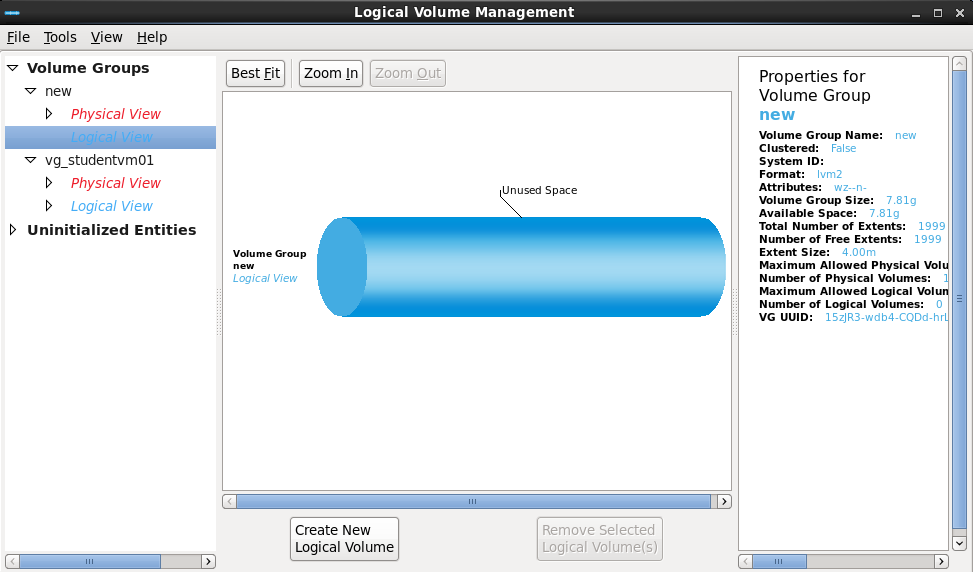 Logical Volume Management
File Tools View Help
Volume Groups
new
Physical View
Logical View
vg_studentvm01
Physical View
Logical View
Uninitialized Entities
Best Fit Zoom In Zoom Out
Unused Space
Volume Group
new
Logical View
Create New
Logical Volume
Remove Selected
Logical Volume(s)
Properties for
Volume Group
new
Volume Group Name: new
Clustered: False
System ID:
Format: lvm2
Attributes: wz--n-
Volume Group Size: 7.81g
Available Space: 7.81g
Total Number of Extents: 1999
Number of Free Extents: 1999
Extent Size: 4.00m
Maximum Allowed Physical Volu
Number of Physical Volumes: 1
Maximum Allowed Logical Volum
Number of Logical Volumes: 0
VG UUID: 15zJR3-wdb4-CQDd-hrL